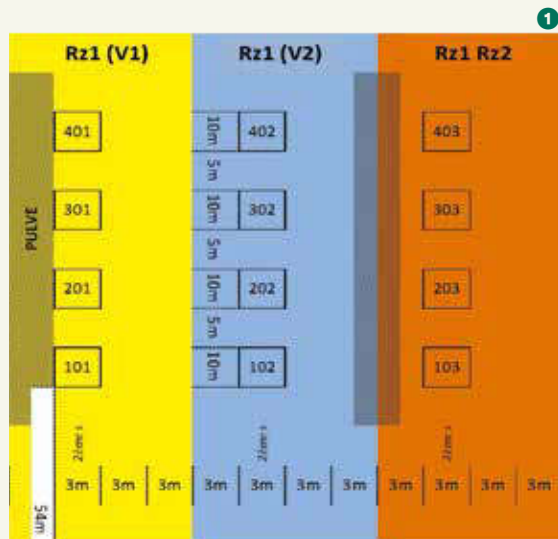 1
Rz1 (V1) Rz1 (V2) Rz1 Rz2
401 10m 402 403
5m
301 10m 302 303
PULVE
5m
201 10m 202 203
5m
101 10m 102 103
3m 3m 3m 3m 3m 3m 3m 3m 3m 3m 3m
54m